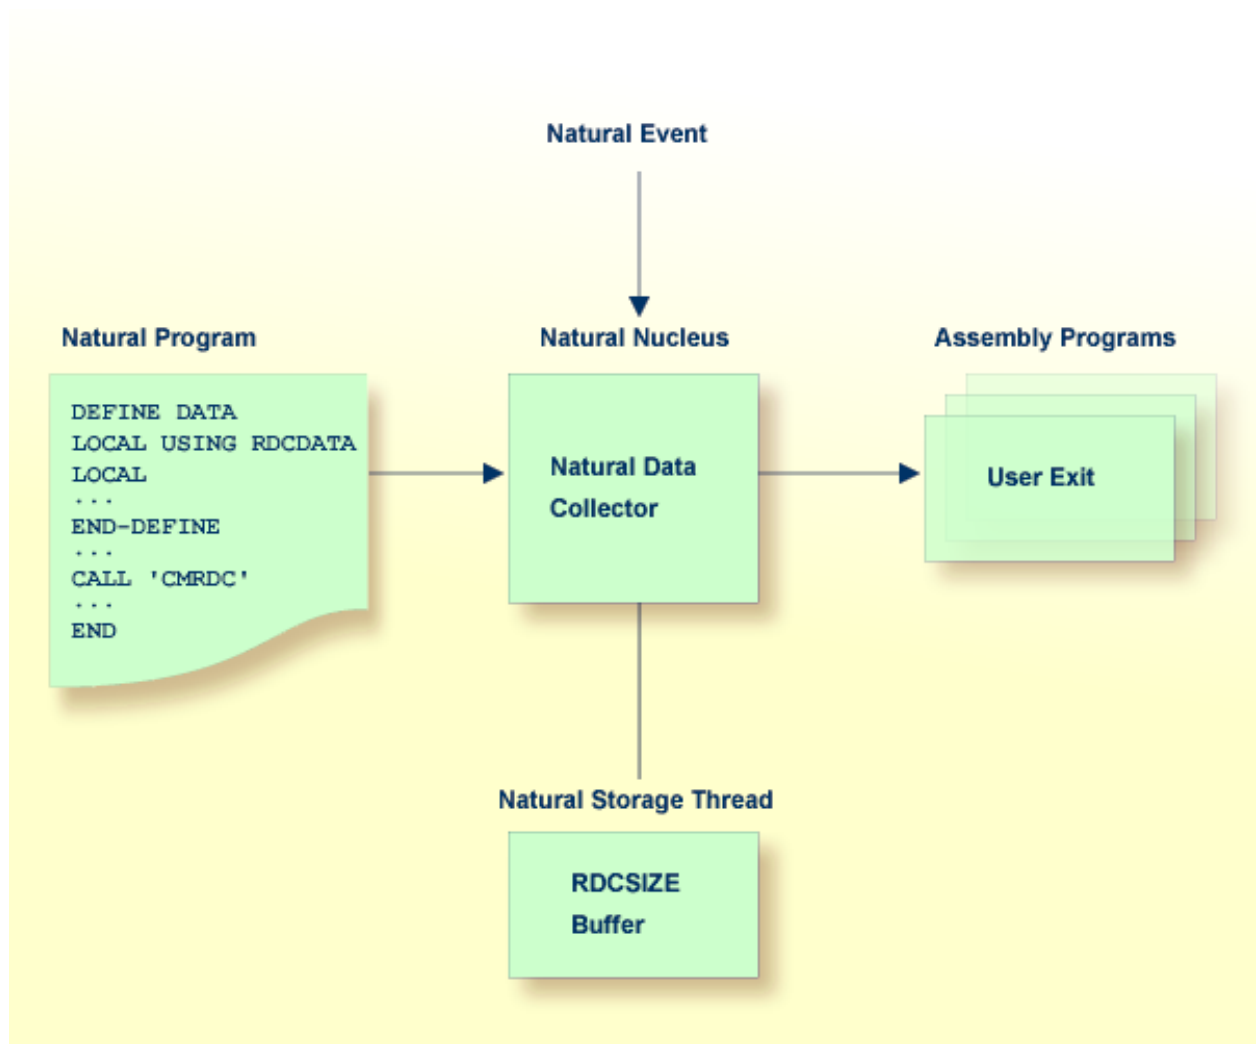 Natural Event
Natural Program
Natural Nucleus
Assembly Programs
DEFINE DATA
LOCAL USING RDCDATA
LOCAL
...
END-DEFINE
...
CALL 'CMRDC'
...
END
Natural Data
Collector
User Exit
Natural Storage Thread
RDCSIZE
Buffer